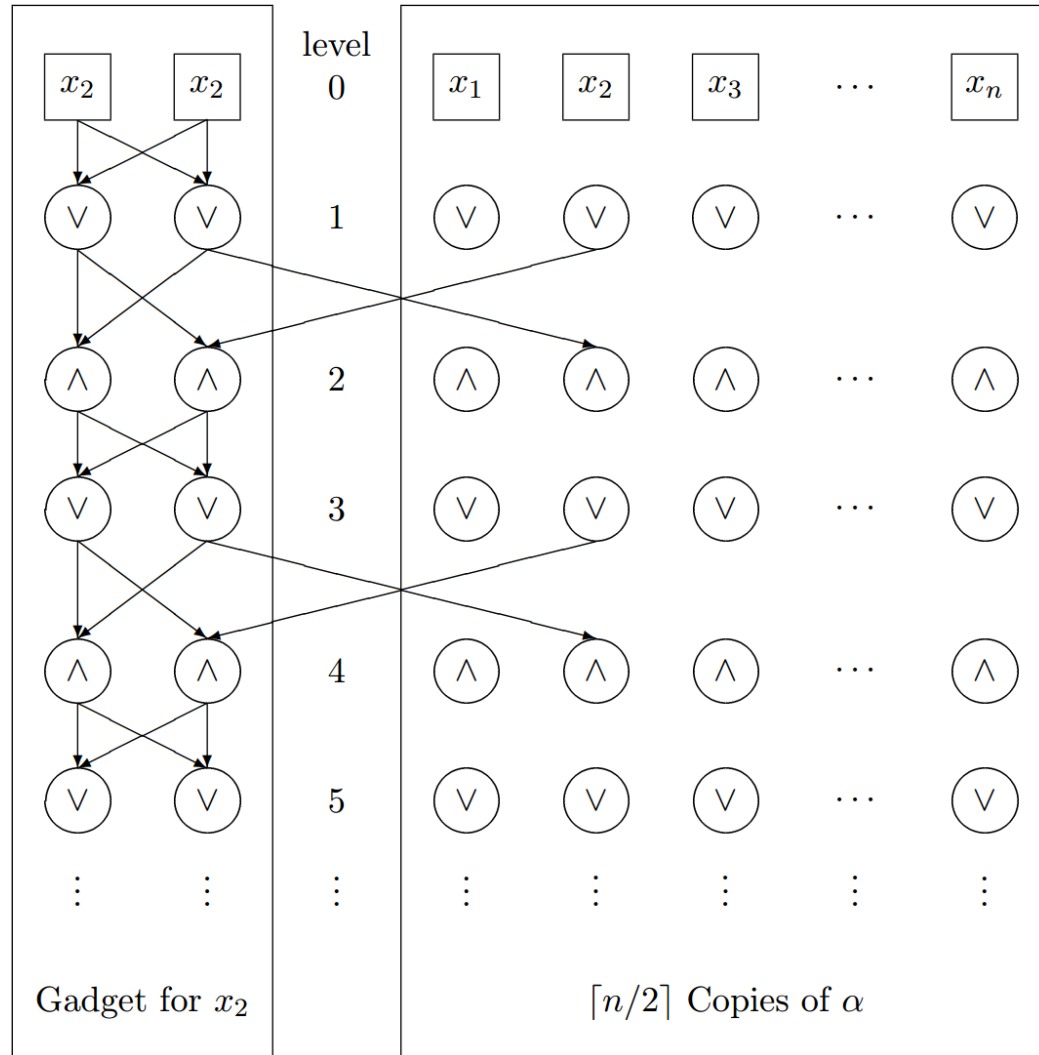 level
x₂ x₂ 0 x₁ x₂ x₃ ⋯ xₙ
∨ ∨ 1 ∨ ∨ ∨ ⋯ ∨
∧ ∧ 2 ∧ ∧ ∧ ⋯ ∧
∨ ∨ 3 ∨ ∨ ∨ ⋯ ∨
∧ ∧ 4 ∧ ∧ ∧ ⋯ ∧
∨ ∨ 5 ∨ ∨ ∨ ⋯ ∨
⋮ ⋮ ⋮ ⋮ ⋮ ⋮ ⋮ ⋮
Gadget for x₂ ⌈n/2⌉ Copies of α